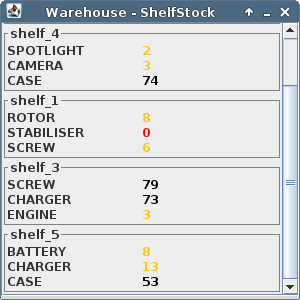 Warehouse - ShelfStock
shelf_4
SPOTLIGHT 2
CAMERA 3
CASE 74
shelf_1
ROTOR 8
STABILISER 0
SCREW 6
shelf_3
SCREW 79
CHARGER 73
ENGINE 3
shelf_5
BATTERY 8
CHARGER 13
CASE 53